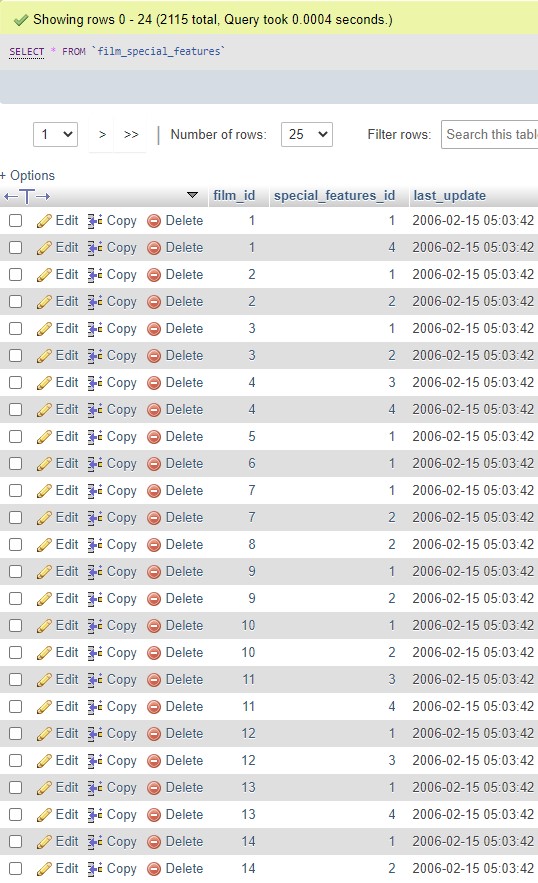 Showing rows 0 - 24 (2115 total, Query took 0.0004 seconds.)
SELECT * FROM `film_special_features`
1 > >> | Number of rows: 25 Filter rows: Search this table
+ Options
←T→ film_id special_features_id last_update
Edit Copy Delete 1 1 2006-02-15 05:03:42
Edit Copy Delete 1 4 2006-02-15 05:03:42
Edit Copy Delete 2 1 2006-02-15 05:03:42
Edit Copy Delete 2 2 2006-02-15 05:03:42
Edit Copy Delete 3 1 2006-02-15 05:03:42
Edit Copy Delete 3 2 2006-02-15 05:03:42
Edit Copy Delete 4 3 2006-02-15 05:03:42
Edit Copy Delete 4 4 2006-02-15 05:03:42
Edit Copy Delete 5 1 2006-02-15 05:03:42
Edit Copy Delete 6 1 2006-02-15 05:03:42
Edit Copy Delete 7 1 2006-02-15 05:03:42
Edit Copy Delete 7 2 2006-02-15 05:03:42
Edit Copy Delete 8 2 2006-02-15 05:03:42
Edit Copy Delete 9 1 2006-02-15 05:03:42
Edit Copy Delete 9 2 2006-02-15 05:03:42
Edit Copy Delete 10 1 2006-02-15 05:03:42
Edit Copy Delete 10 2 2006-02-15 05:03:42
Edit Copy Delete 11 3 2006-02-15 05:03:42
Edit Copy Delete 11 4 2006-02-15 05:03:42
Edit Copy Delete 12 1 2006-02-15 05:03:42
Edit Copy Delete 12 3 2006-02-15 05:03:42
Edit Copy Delete 13 1 2006-02-15 05:03:42
Edit Copy Delete 13 4 2006-02-15 05:03:42
Edit Copy Delete 14 1 2006-02-15 05:03:42
Edit Copy Delete 14 2 2006-02-15 05:03:42